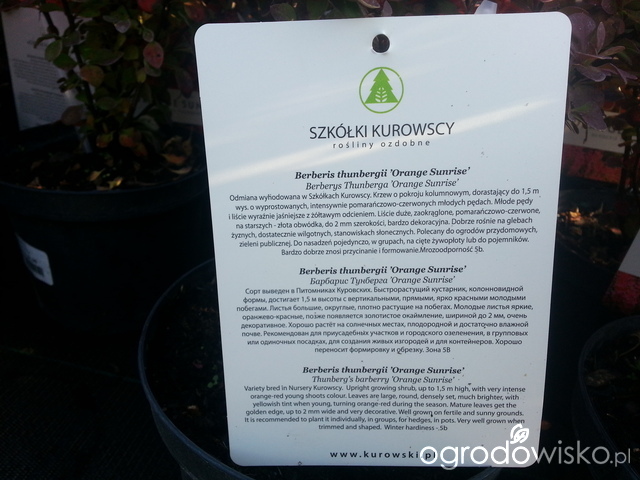 SZKÓŁKI KUROWSCY
rośliny ozdobne
Berberis thunbergii 'Orange Sunrise'
Berberys Thunberga 'Orange Sunrise'
Odmiana wyhodowana w Szkółkach Kurowscy. Krzew o pokroju kolumnowym, dorastający do 1,5 m
wys. o wyprostowanych, intensywnie pomarańczowo-czerwonych młodych pędach. Młode pędy
i liście wyraźnie jaśniejsze z żółtawym odcieniem. Liście duże, zaokrąglone, pomarańczowo-czerwone,
na starszych - złota obwódka, do 2 mm szerokości, bardzo dekoracyjna. Dobrze rośnie na glebach
żyznych, dostatecznie wilgotnych, stanowiskach słonecznych. Polecany do ogrodów przydomowych,
zieleni publicznej. Do nasadzeń pojedynczo, w grupach, na cięte żywopłoty lub do pojemników.
Bardzo dobrze znosi przycinanie i formowanie.Mrozoodporność 5b.
Berberis thunbergii 'Orange Sunrise'
Барбарис Тунберга 'Orange Sunrise'
Сорт выведен в Питомниках Куровских. Быстрорастущий кустарник, колонновидной
формы, достигает 1,5 м высоты с вертикальными, прямыми, ярко красными молодыми
побегами. Листья большие, округлые, плотно растущие на побегах. Молодые листья яркие,
оранжево-красные, позже появляется золотистое окаймление, шириной до 2 мм, очень
декоративное. Хорошо растёт на солнечных местах, плодородной и достаточно влажной
почве. Рекомендован для приусадебных участков и городского озеленения, в групповых
или одиночных посадках, для создания живых изгородей и для контейнеров. Хорошо
переносит формировку и обрезку. Зона 5Б
Berberis thunbergii 'Orange Sunrise'
Thunberg's barberry 'Orange Sunrise'
Variety bred in Nursery Kurowscy. Upright growing shrub, up to 1,5 m high, with very intense
orange-red young shoots colour. Leaves are large, round, densely set, much brighter, with
yellowish tint when young, turning orange-red during the season. Mature leaves get the
golden edge, up to 2 mm wide and very decorative. Well grown on fertile and sunny grounds.
It is recommended to plant it individually, in groups, for hedges, in pots. Very well grown when
trimmed and shaped. Winter hardiness -,5b
www.kurowski.p
ogrodowisko.pl